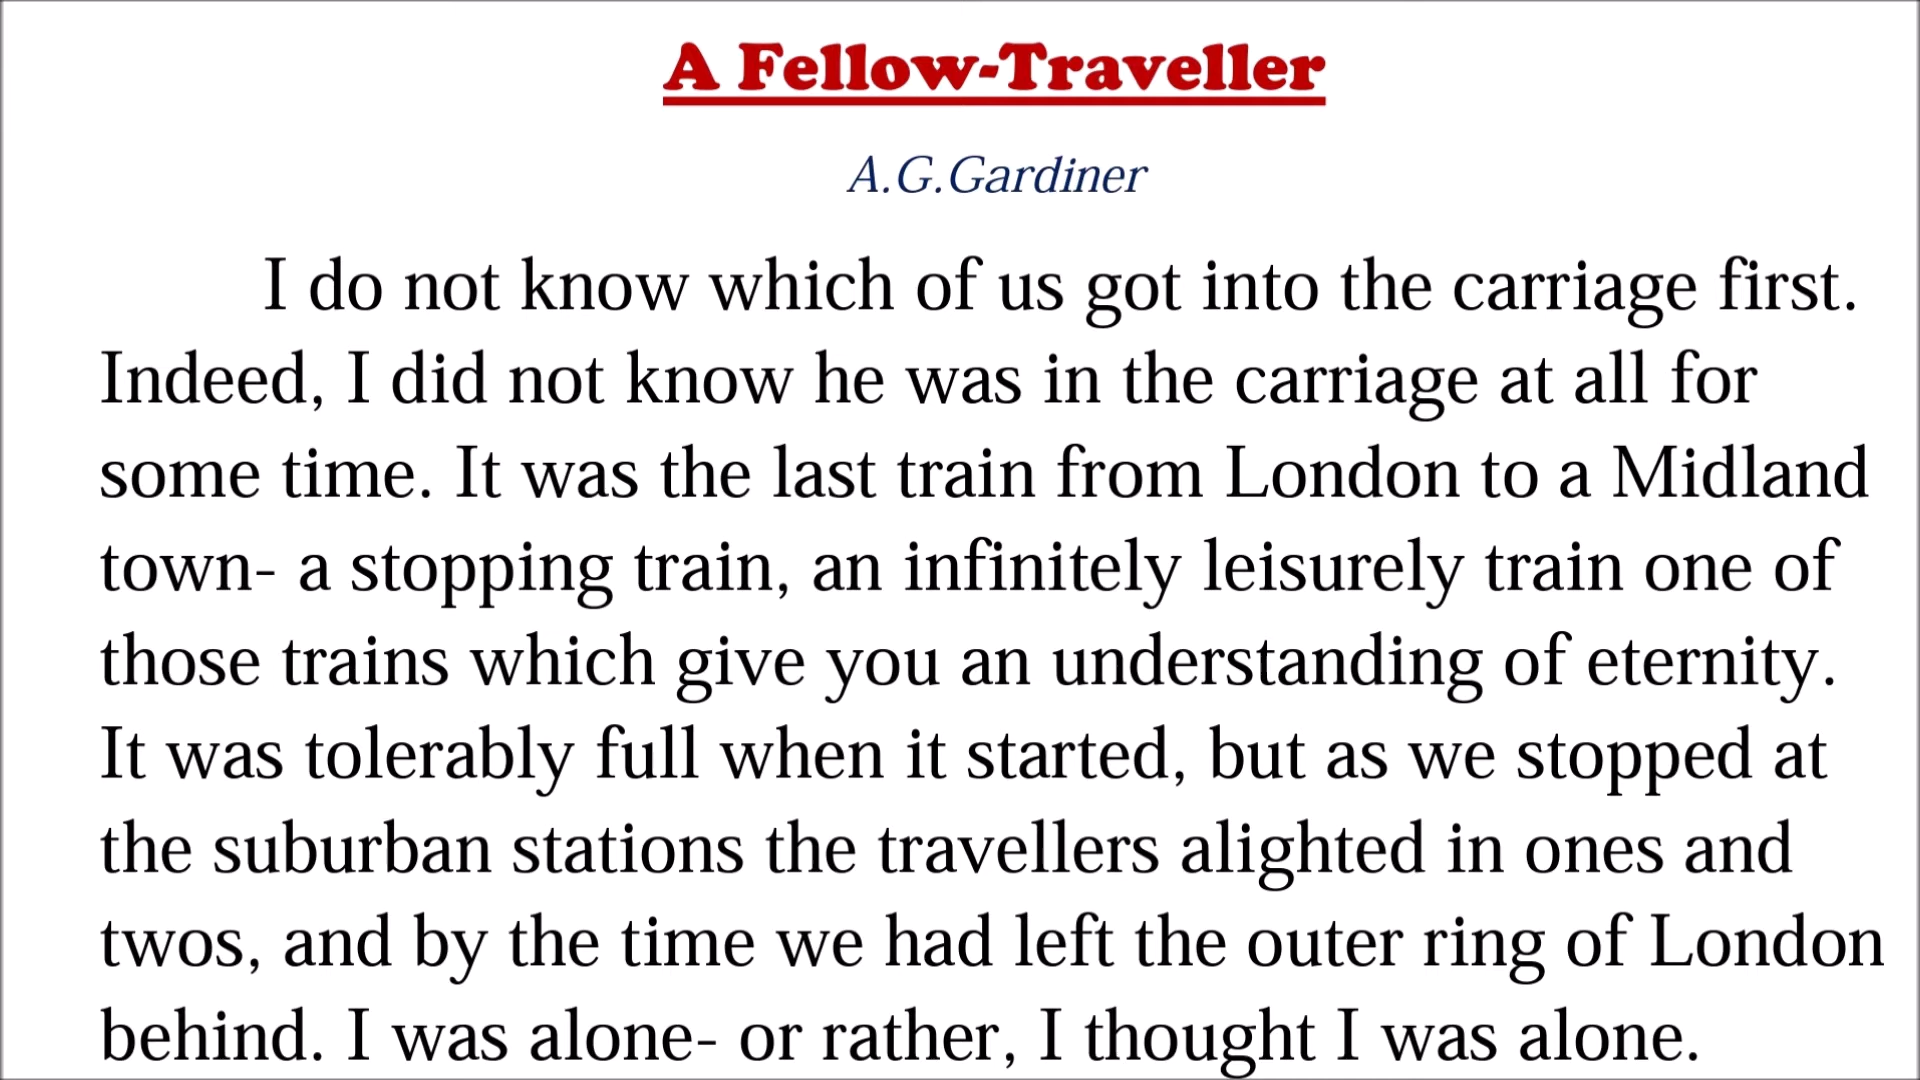 A Fellow-Traveller
A.G.Gardiner
I do not know which of us got into the carriage first.
Indeed, I did not know he was in the carriage at all for
some time. It was the last train from London to a Midland
town- a stopping train, an infinitely leisurely train one of
those trains which give you an understanding of eternity.
It was tolerably full when it started, but as we stopped at
the suburban stations the travellers alighted in ones and
twos, and by the time we had left the outer ring of London
behind. I was alone- or rather, I thought I was alone.